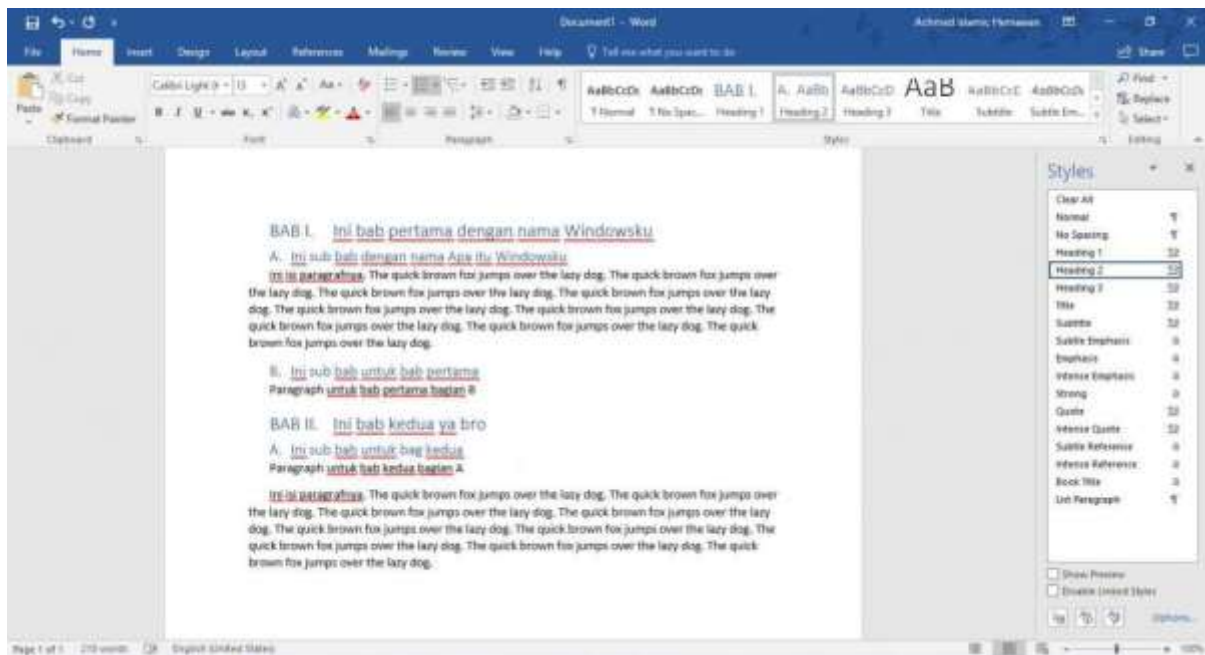 Document1 - Word
File Home Insert Design Layout References Mailings Review View Help Tell me what you want to do
Share
Cut
Copy
Paste
Format Painter
Calibri Light
13
AaBbCcDc AaBbCcDc BAB I. A. AaBb AaBbCcD AaB AaBbCcC AaBbCcDc
Normal No Spac... Heading 1 Heading 2 Heading 3 Title Subtitle Subtle Em...
Find
Replace
Select
Clipboard Font Paragraph Styles Editing
BAB I. Ini bab pertama dengan nama Windowsku
A. Ini sub bab dengan nama Apa itu Windowsku
Ini isi paragrafnya. The quick brown fox jumps over the lazy dog. The quick brown fox jumps over
the lazy dog. The quick brown fox jumps over the lazy dog. The quick brown fox jumps over the lazy
dog. The quick brown fox jumps over the lazy dog. The quick brown fox jumps over the lazy dog. The
quick brown fox jumps over the lazy dog. The quick brown fox jumps over the lazy dog. The quick
brown fox jumps over the lazy dog.
B. Ini sub bab untuk bab pertama
Paragraph untuk bab pertama bagian B
BAB II. Ini bab kedua ya bro
A. Ini sub bab untuk bag kedua
Paragraph untuk bab kedua bagian A
Ini isi paragrafnya. The quick brown fox jumps over the lazy dog. The quick brown fox jumps over
the lazy dog. The quick brown fox jumps over the lazy dog. The quick brown fox jumps over the lazy
dog. The quick brown fox jumps over the lazy dog. The quick brown fox jumps over the lazy dog. The
quick brown fox jumps over the lazy dog. The quick brown fox jumps over the lazy dog. The quick
brown fox jumps over the lazy dog.
Styles
Clear All
Normal
No Spacing
Heading 1
Heading 2
Heading 3
Title
Subtitle
Subtle Emphasis
Emphasis
Intense Emphasis
Strong
Quote
Intense Quote
Subtle Reference
Intense Reference
Book Title
List Paragraph
Show Preview
Disable Linked Styles
Options...
Page 1 of 1 219 words English (United States)
100%